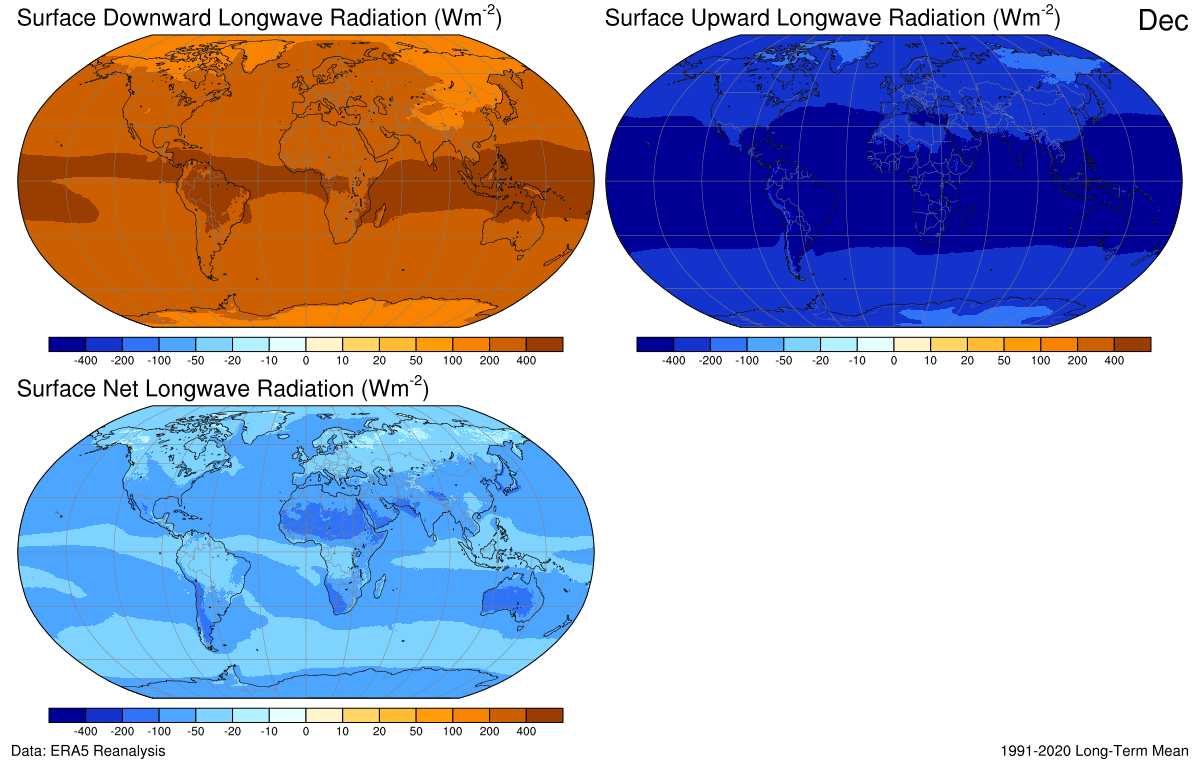 Surface Downward Longwave Radiation (Wm-2)
Surface Upward Longwave Radiation (Wm-2)
Dec
-400 -200 -100 -50 -20 -10 0 10 20 50 100 200 400
-400 -200 -100 -50 -20 -10 0 10 20 50 100 200 400
Surface Net Longwave Radiation (Wm-2)
-400 -200 -100 -50 -20 -10 0 10 20 50 100 200 400
Data: ERA5 Reanalysis
1991-2020 Long-Term Mean